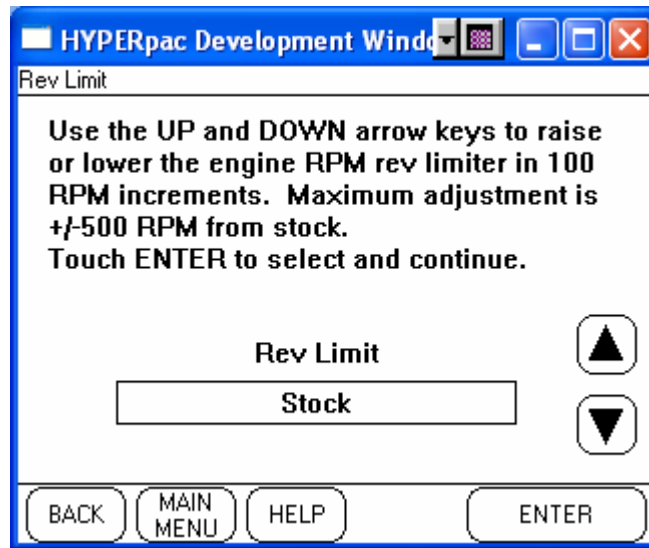 HYPERpac Development Windo
Rev Limit
Use the UP and DOWN arrow keys to raise
or lower the engine RPM rev limiter in 100
RPM increments.  Maximum adjustment is
+/-500 RPM from stock.
Touch ENTER to select and continue.
Rev Limit
Stock
BACK
MAIN
MENU
HELP
ENTER